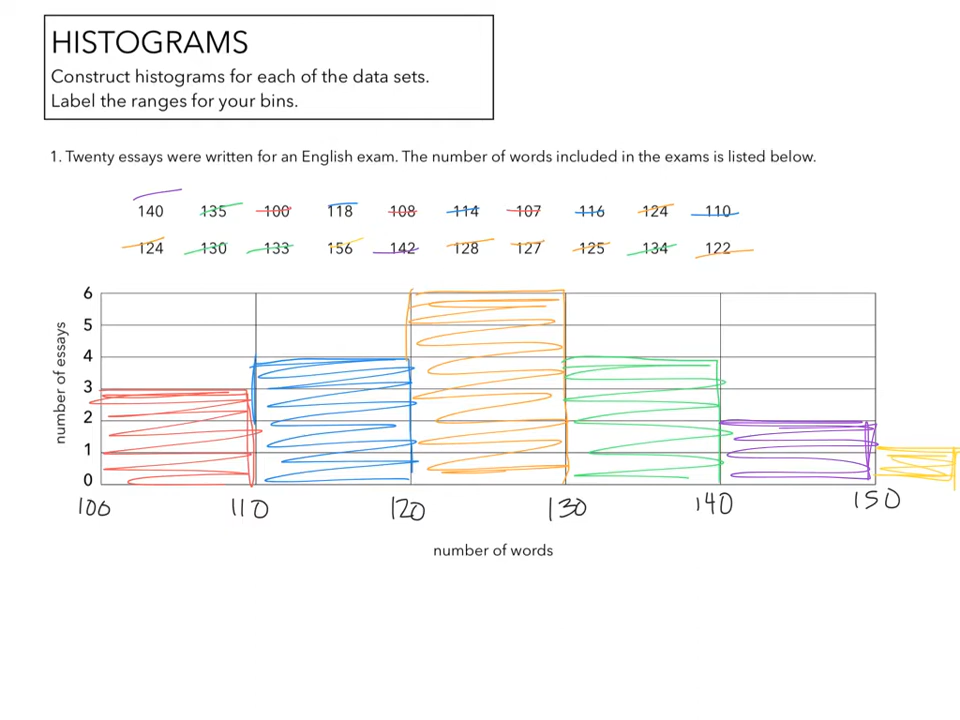 HISTOGRAMS
Construct histograms for each of the data sets.
Label the ranges for your bins.
1. Twenty essays were written for an English exam. The number of words included in the exams is listed below.
140 135 100 118 108 114 107 116 124 110
124 130 133 156 142 128 127 125 134 122
6
5
4
3
2
1
0
number of essays
100 110 120 130 140 150
number of words